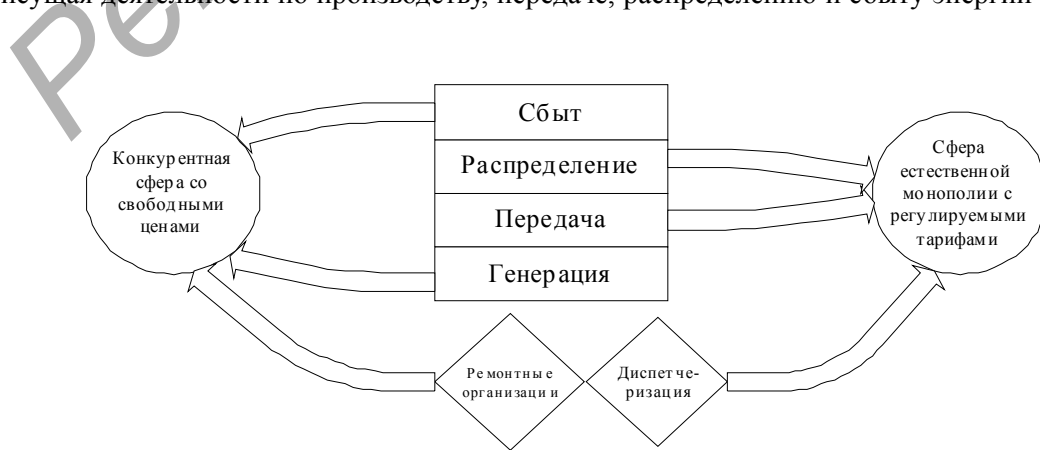 деятельности по производству, передаче, распределению и сбыту энергии
Ре
Сбыт
Распределение
Передача
Генерация
Конкурентная
сфера со
свободными
ценами
Сфера
естественной
монополии с
регулируемыми
тарифами
Ремонтные
организации
Диспетче-
ризация